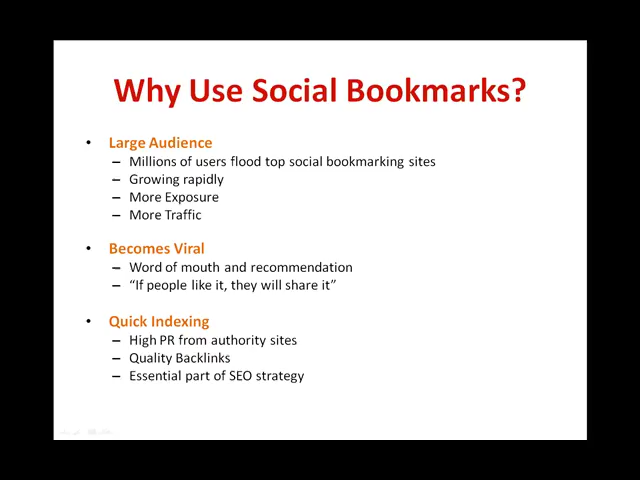 Why Use Social Bookmarks?
• Large Audience
– Millions of users flood top social bookmarking sites
– Growing rapidly
– More Exposure
– More Traffic
• Becomes Viral
– Word of mouth and recommendation
– “If people like it, they will share it”
• Quick Indexing
– High PR from authority sites
– Quality Backlinks
– Essential part of SEO strategy